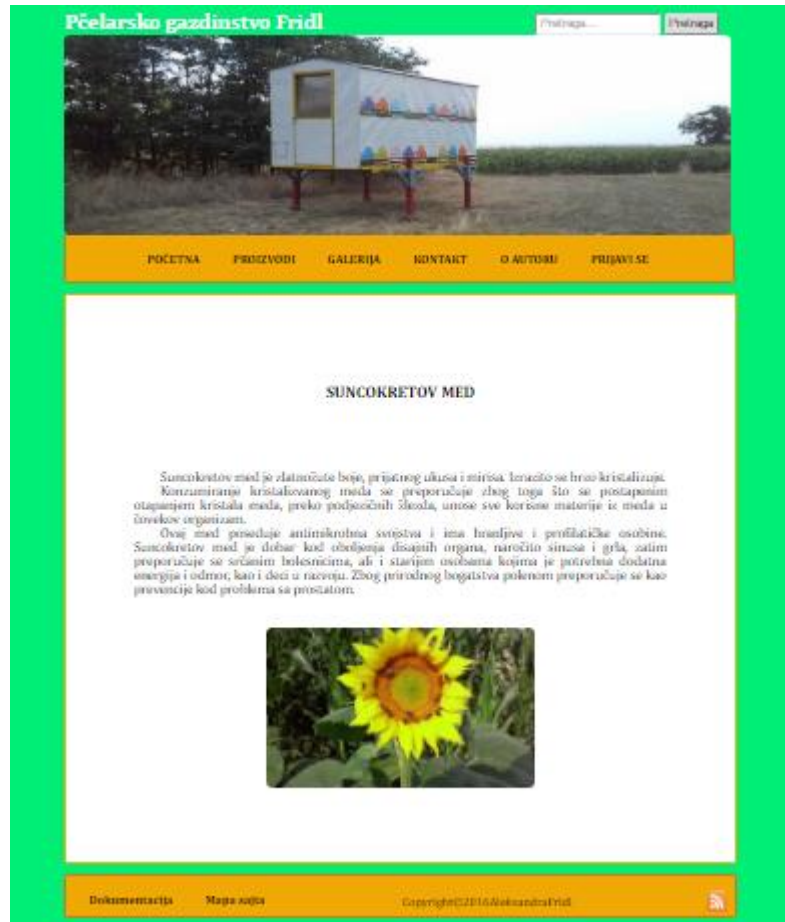 Pčelarsko gazdinstvo Fridl
Pretraga... Pretraga
POČETNA PROIZVODI GALERIJA KONTAKT O AUTORU PRIJAVI SE
SUNCOKRETOV MED
Suncokretov med je zlatnožute boje, prijatnog ukusa i mirisa. Izrazito se brzo kristalizuje.
Konzumiranje kristalizvanog meda se preporučuje zbog toga što se postapenim
otapanjem kristala meda, preko podjezičnih žlezda, unose sve korisne materije iz meda u
čovekov organizam.
Ovaj med poseduje antimikrobna svojstva i ima hranljive i profilatičke osobine.
Suncokretov med je dobar kod oboljenja disajnih organa, naročito sinusa i grla, zatim
preporučuje se srčanim bolesnicima, ali i starijim osobama kojima je potrebna dodatna
energija i odmor, kao i deci u razvoju. Zbog prirodnog bogatstva polenom preporučuje se kao
prevencije kod problema sa prostatom.
Dokumentacija Mapa sajta Copyright©2016AleksandraFridl